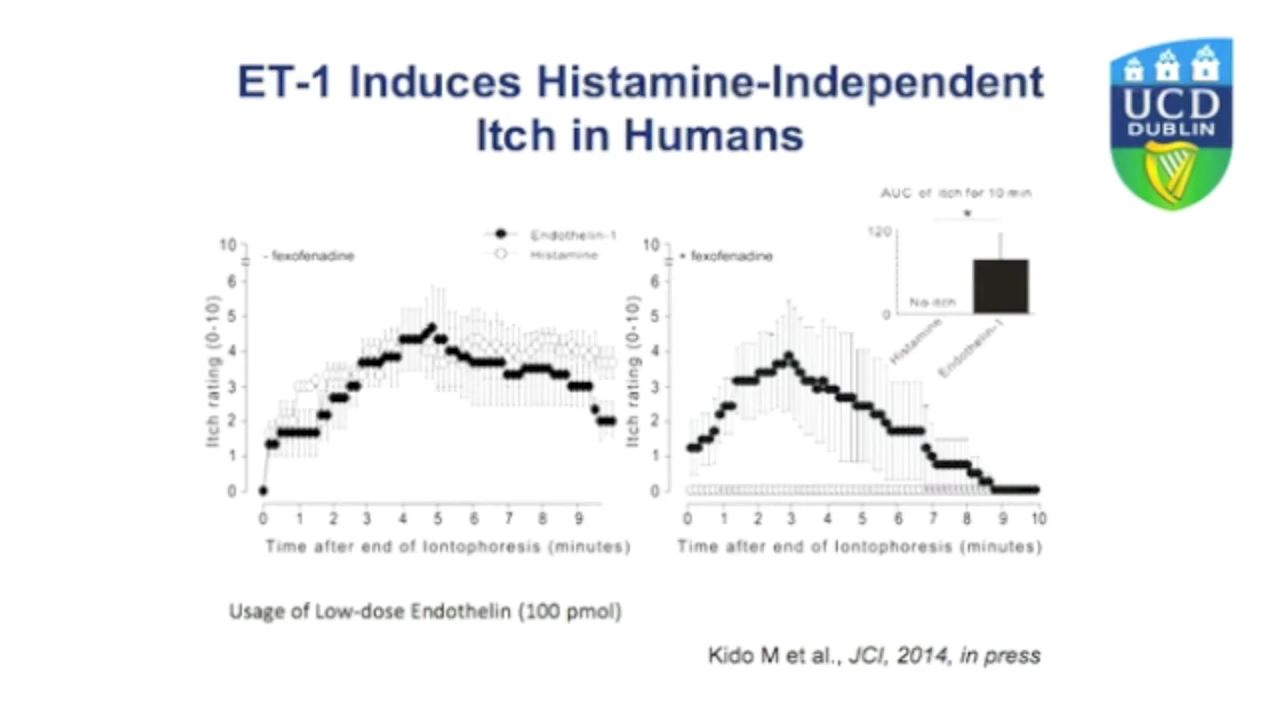 ET-1 Induces Histamine-Independent
Itch in Humans
UCD
DUBLIN
AUC of itch for 10 min
*
120
0
No itch
Histamine
Endothelin-1
Endothelin-1
Histamine
- fexofenadine
10
6
5
4
3
2
1
0
Itch rating (0-10)
0 1 2 3 4 5 6 7 8 9
Time after end of Iontophoresis (minutes)
+ fexofenadine
10
6
5
4
3
2
1
0
Itch rating (0-10)
0 1 2 3 4 5 6 7 8 9 10
Time after end of Iontophoresis (minutes)
Usage of Low-dose Endothelin (100 pmol)
Kido M et al., JCI, 2014, in press